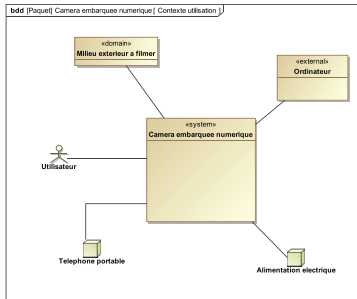 bdd [Paquet] Camera embarquee numerique [ Contexte utilisation ]
«domain»
Milieu exterieur a filmer
«external»
Ordinateur
«system»
Camera embarquee numerique
Utilisateur
Telephone portable
Alimentation electrique